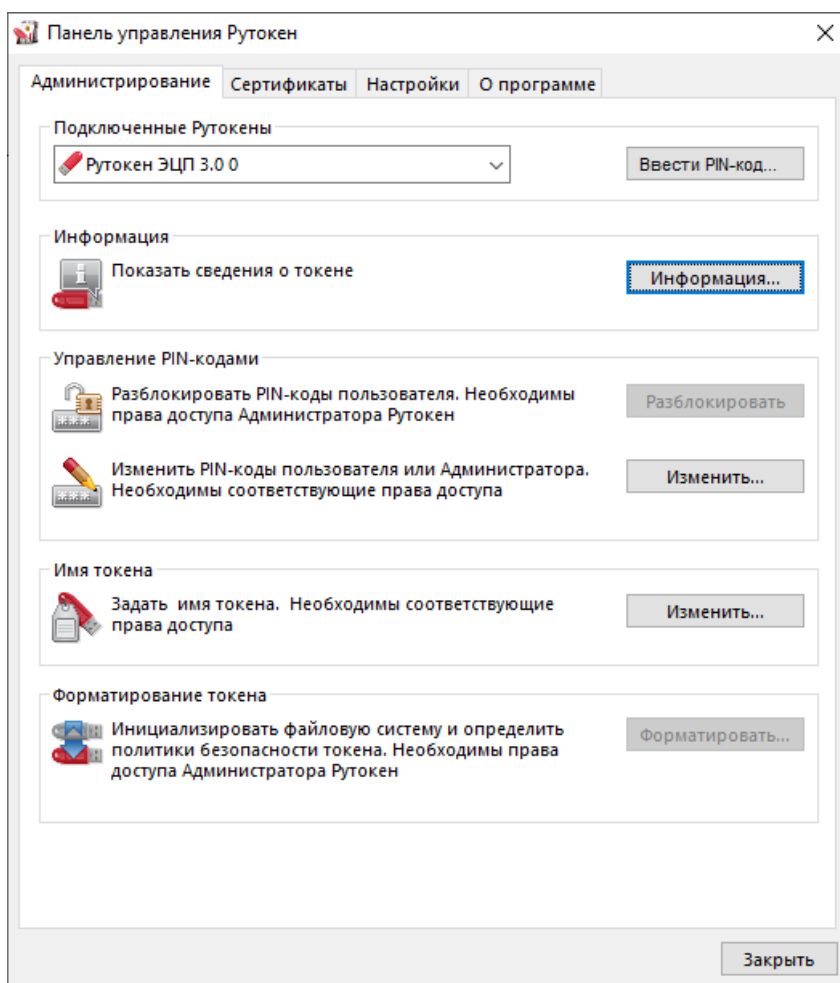 Панель управления Рутокен
Администрирование Сертификаты Настройки О программе
Подключенные Рутокены
Рутокен ЭЦП 3.0 0
Ввести PIN-код...
Информация
Показать сведения о токене
Информация...
Управление PIN-кодами
Разблокировать PIN-коды пользователя. Необходимы
права доступа Администратора Рутокен
Разблокировать
Изменить PIN-коды пользователя или Администратора.
Необходимы соответствующие права доступа
Изменить...
Имя токена
Задать имя токена. Необходимы соответствующие
права доступа
Изменить...
Форматирование токена
Инициализировать файловую систему и определить
политики безопасности токена. Необходимы права
доступа Администратора Рутокен
Форматировать...
Закрыть